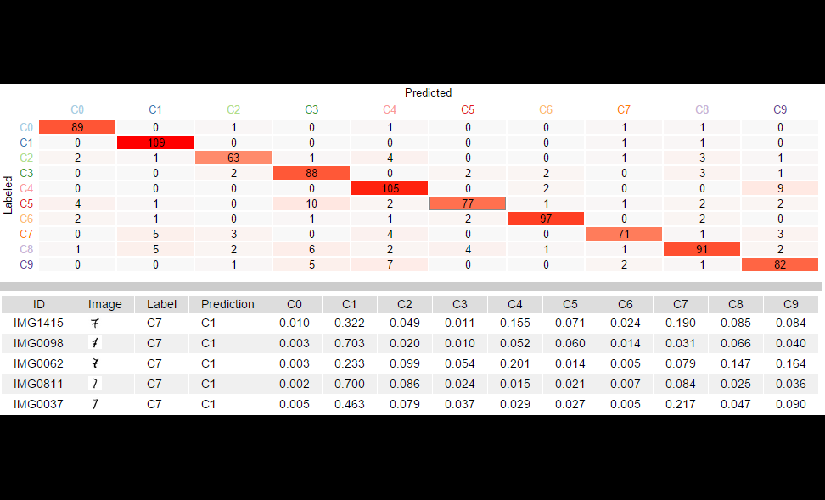 Predicted
C0 C1 C2 C3 C4 C5 C6 C7 C8 C9
Labeled
C0 89 0 1 0 1 0 0 1 1 0
C1 0 109 0 0 0 0 0 1 1 0
C2 2 1 63 1 4 0 0 1 3 1
C3 0 0 2 88 0 2 2 0 3 1
C4 0 0 0 0 105 0 2 0 0 9
C5 4 1 0 10 2 77 1 1 2 2
C6 2 1 0 1 1 2 97 0 2 0
C7 0 5 3 0 4 0 0 71 1 3
C8 1 5 2 6 2 4 1 1 91 2
C9 0 0 1 5 7 0 0 2 1 82
ID Image Label Prediction C0 C1 C2 C3 C4 C5 C6 C7 C8 C9
IMG1415 7 C7 C1 0.010 0.322 0.049 0.011 0.155 0.071 0.024 0.190 0.085 0.084
IMG0098 7 C7 C1 0.003 0.703 0.020 0.010 0.052 0.060 0.014 0.031 0.066 0.040
IMG0062 7 C7 C1 0.003 0.233 0.099 0.054 0.201 0.014 0.005 0.079 0.147 0.164
IMG0811 7 C7 C1 0.002 0.700 0.086 0.024 0.015 0.021 0.007 0.084 0.025 0.036
IMG0037 7 C7 C1 0.005 0.463 0.079 0.037 0.029 0.027 0.005 0.217 0.047 0.090